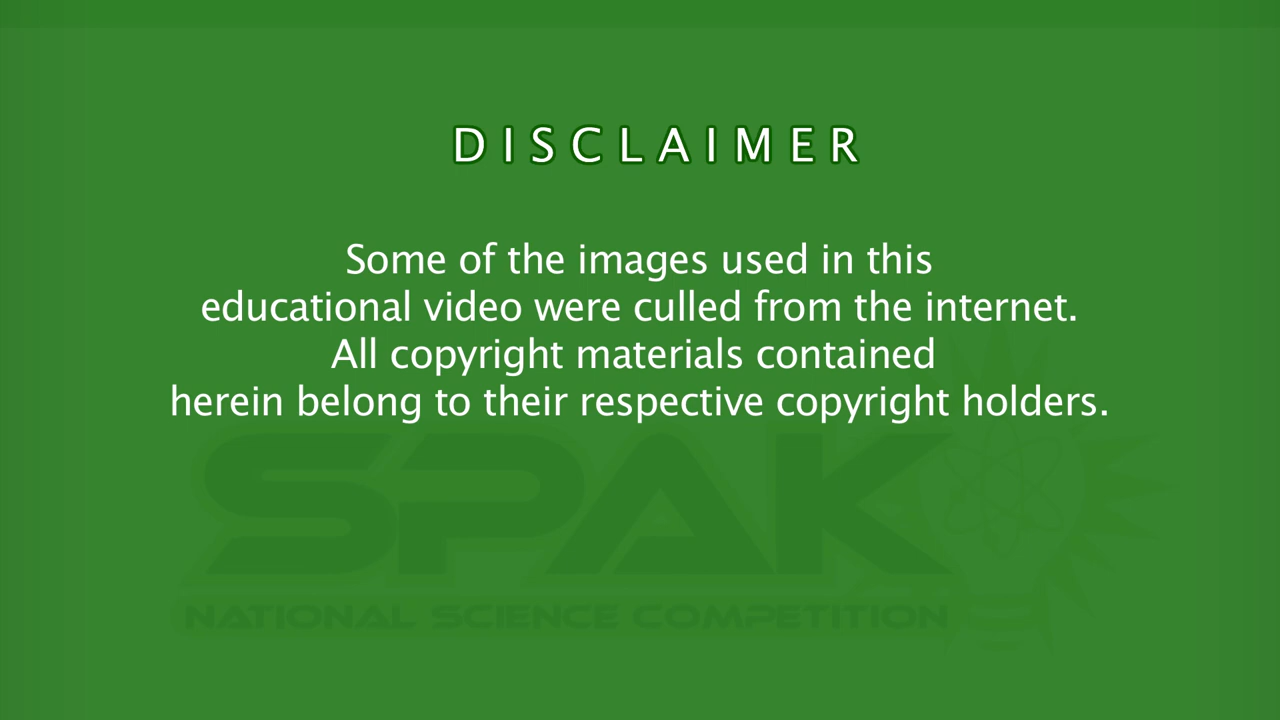 DISCLAIMER
Some of the images used in this
educational video were culled from the internet.
All copyright materials contained
herein belong to their respective copyright holders.
SPAK
NATIONAL SCIENCE COMPETITION